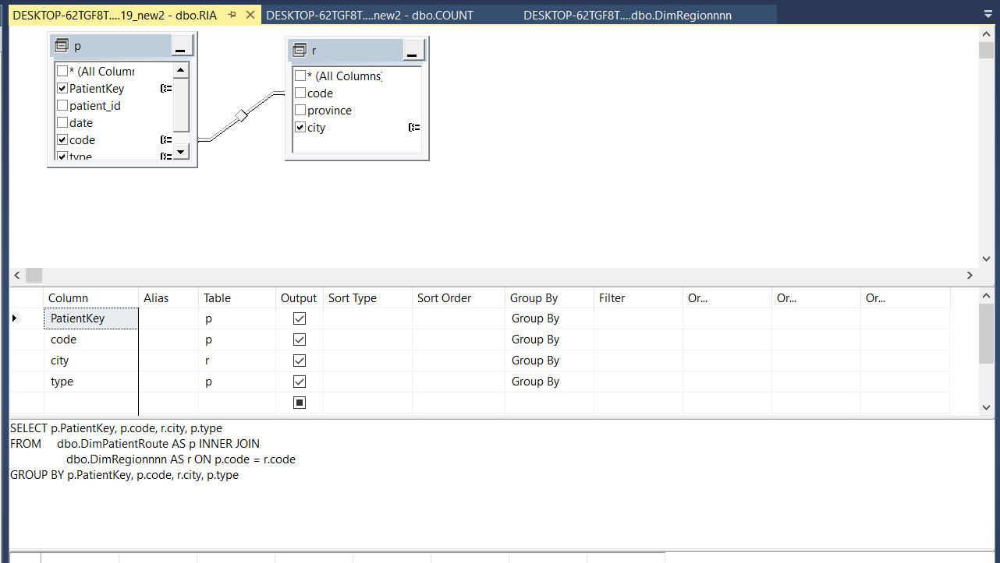 DESKTOP-62TGF8T....19_new2 - dbo.RIA DESKTOP-62TGF8T....new2 - dbo.COUNT DESKTOP-62TGF8T....dbo.DimRegionnnn
p
* (All Column
PatientKey
patient_id
date
code
type
r
* (All Columns)
code
province
city
Column Alias Table Output Sort Type Sort Order Group By Filter Or... Or... Or...
PatientKey p Group By
code p Group By
city r Group By
type p Group By
SELECT p.PatientKey, p.code, r.city, p.type
FROM dbo.DimPatientRoute AS p INNER JOIN
dbo.DimRegionnnn AS r ON p.code = r.code
GROUP BY p.PatientKey, p.code, r.city, p.type